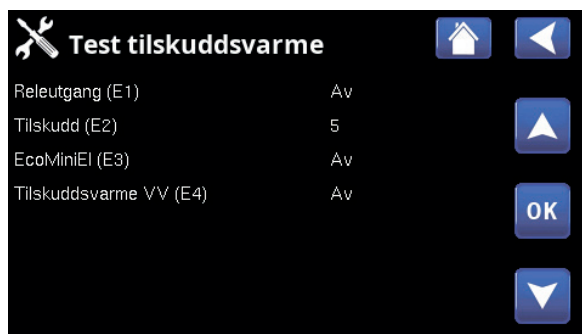 Test tilskuddsvarme
Releutgang (E1) Av
Tilskudd (E2) 5
EcoMiniEl (E3) Av
Tilskuddsvarme VV (E4) Av
OK